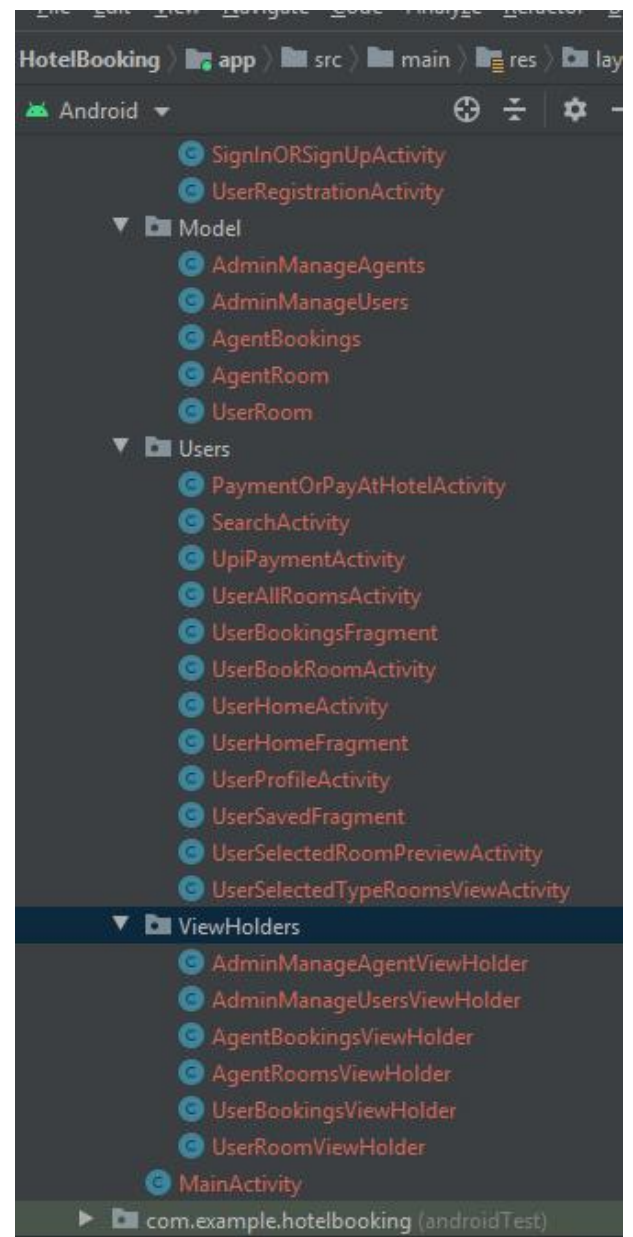 HotelBooking app src main res lay
Android
SignInORSignUpActivity
UserRegistrationActivity
Model
AdminManageAgents
AdminManageUsers
AgentBookings
AgentRoom
UserRoom
Users
PaymentOrPayAtHotelActivity
SearchActivity
UpiPaymentActivity
UserAllRoomsActivity
UserBookingsFragment
UserBookRoomActivity
UserHomeActivity
UserHomeFragment
UserProfileActivity
UserSavedFragment
UserSelectedRoomPreviewActivity
UserSelectedTypeRoomsViewActivity
ViewHolders
AdminManageAgentViewHolder
AdminManageUsersViewHolder
AgentBookingsViewHolder
AgentRoomsViewHolder
UserBookingsViewHolder
UserRoomViewHolder
MainActivity
com.example.hotelbooking (androidTest)